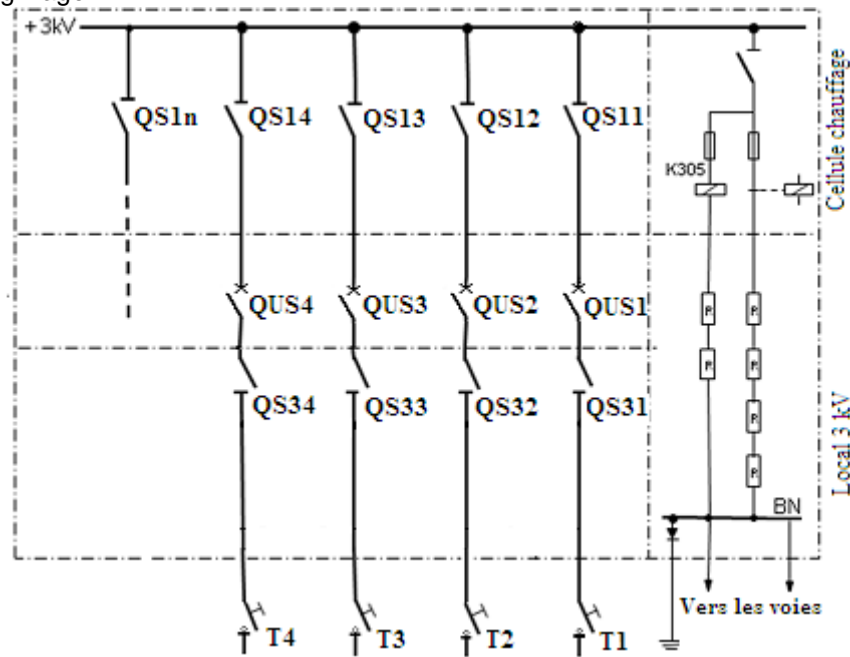 +3kV
QS1n QS14 QS13 QS12 QS11
K305
Cellule chauffage
QUS4 QUS3 QUS2 QUS1
R R
R R
QS34 QS33 QS32 QS31
R
R
Local 3 kV
BN
Vers les voies
T4 T3 T2 T1